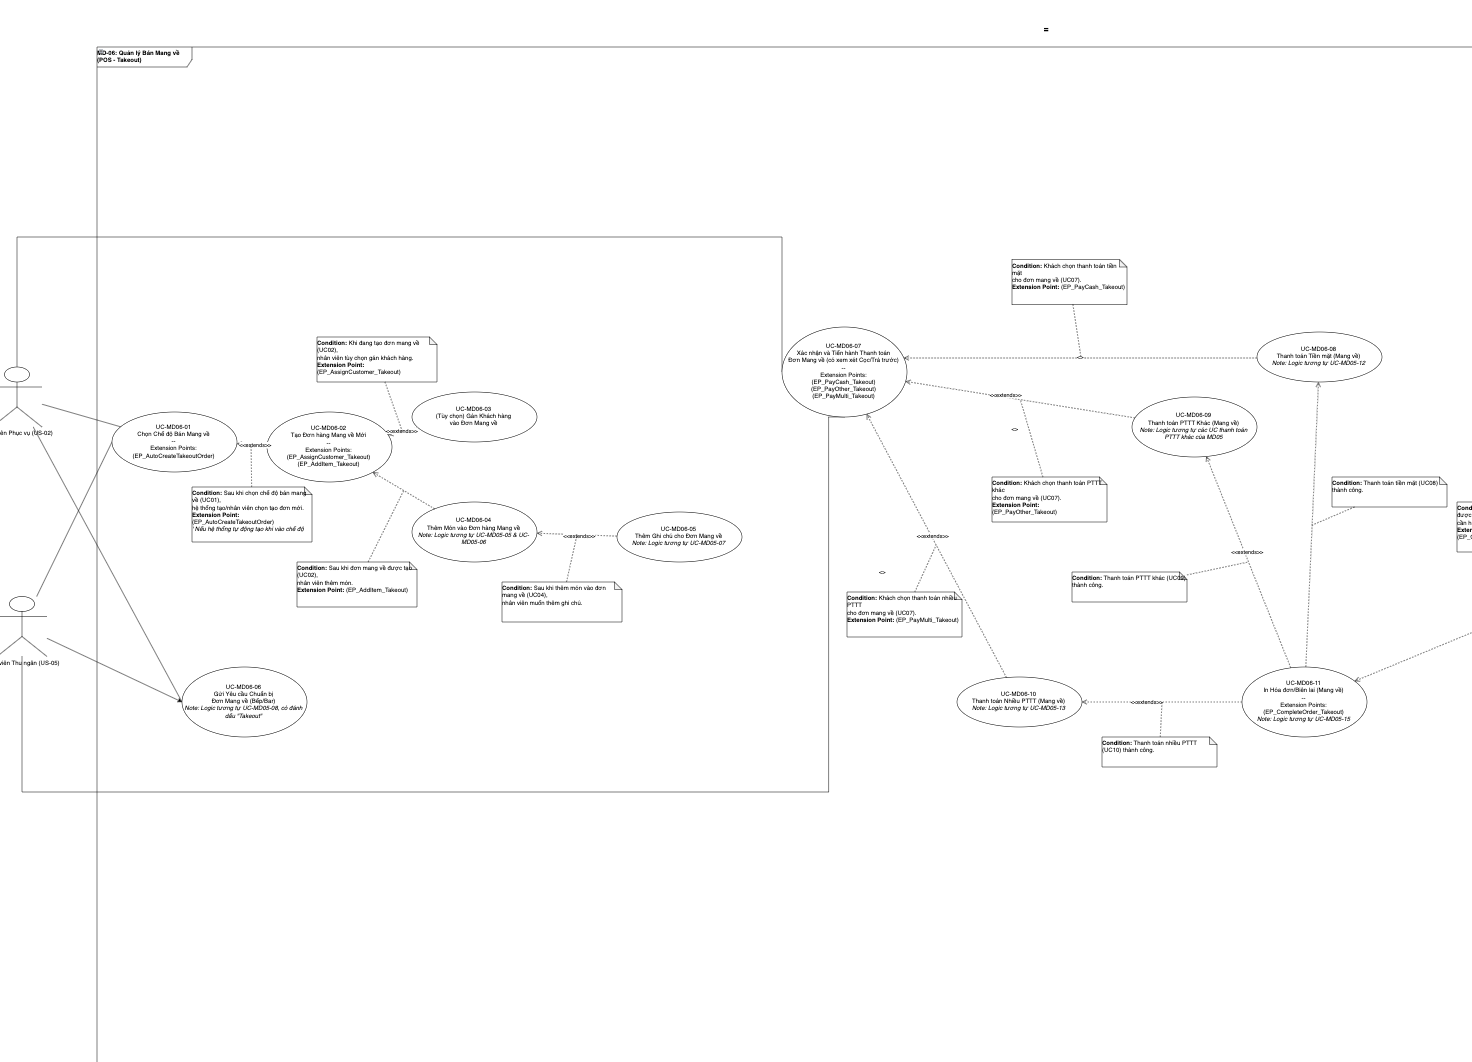 =
MD-06: Quản lý Bán Mang về
(POS - Takeout)
Condition: Khách chọn thanh toán tiền
mặt
cho đơn mang về (UC07).
Extension Point: (EP_PayCash_Takeout)
Condition: Khi đang tạo đơn mang về
(UC02),
nhân viên tùy chọn gán khách hàng.
Extension Point:
(EP_AssignCustomer_Takeout)
UC-MD06-07
Xác nhận và Tiến hành Thanh toán
Đơn Mang về (có xem xét Cọc/Trả trước)
--
Extension Points:
(EP_PayCash_Takeout)
(EP_PayOther_Takeout)
(EP_PayMulti_Takeout)
<>
UC-MD06-08
Thanh toán Tiền mặt (Mang về)
Note: Logic tương tự UC-MD05-12
UC-MD06-03
(Tùy chọn) Gán Khách hàng
vào Đơn Mang về
<<extends>>
<<extends>>
UC-MD06-09
Thanh toán PTTT Khác (Mang về)
Note: Logic tương tự các UC thanh toán
PTTT khác của MD05
<>
ên Phục vụ (US-02)
UC-MD06-01
Chọn Chế độ Bán Mang về
--
Extension Points:
(EP_AutoCreateTakeoutOrder)
<<extends>>
UC-MD06-02
Tạo Đơn hàng Mang về Mới
--
Extension Points:
(EP_AssignCustomer_Takeout)
(EP_AddItem_Takeout)
Condition: Sau khi chọn chế độ bán mang
về (UC01),
hệ thống tạo/nhân viên chọn tạo đơn mới.
Extension Point:
(EP_AutoCreateTakeoutOrder)
* Nếu hệ thống tự động tạo khi vào chế độ
Condition: Khách chọn thanh toán PTTT
khác
cho đơn mang về (UC07).
Extension Point:
(EP_PayOther_Takeout)
Condition: Thanh toán tiền mặt (UC08)
thành công.
Cond
được
cần h
Exten
(EP_C
UC-MD06-04
Thêm Món vào Đơn hàng Mang về
Note: Logic tương tự UC-MD05-05 & UC-
MD05-06
<<extends>>
UC-MD06-05
Thêm Ghi chú cho Đơn Mang về
Note: Logic tương tự UC-MD05-07
<<extends>>
<<extends>>
Condition: Sau khi đơn mang về được tạo
(UC02),
nhân viên thêm món.
Extension Point: (EP_AddItem_Takeout)
Condition: Sau khi thêm món vào đơn
mang về (UC04),
nhân viên muốn thêm ghi chú.
<>
Condition: Thanh toán PTTT khác (UC09)
thành công.
Condition: Khách chọn thanh toán nhiều
PTTT
cho đơn mang về (UC07).
Extension Point: (EP_PayMulti_Takeout)
viên Thu ngân (US-05)
UC-MD06-06
Gửi Yêu cầu Chuẩn bị
Đơn Mang về (Bếp/Bar)
Note: Logic tương tự UC-MD05-08, có đánh
dấu "Takeout"
UC-MD06-10
Thanh toán Nhiều PTTT (Mang về)
Note: Logic tương tự UC-MD05-13
<<extends>>
UC-MD06-11
In Hóa đơn/Biên lai (Mang về)
--
Extension Points:
(EP_CompleteOrder_Takeout)
Note: Logic tương tự UC-MD05-15
Condition: Thanh toán nhiều PTTT
(UC10) thành công.